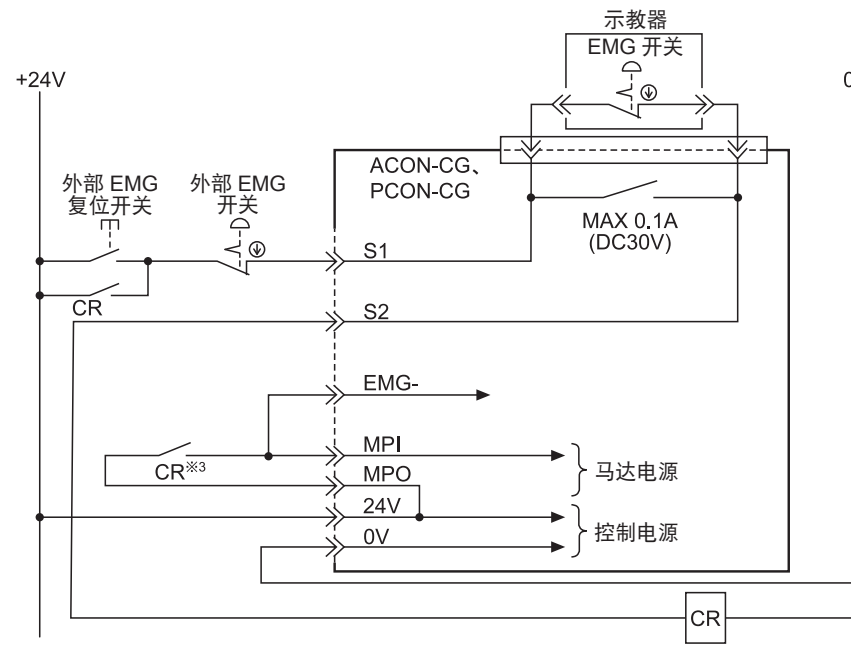 示教器
EMG 开关
+24V
0
ACON-CG、
PCON-CG
外部 EMG
复位开关
外部 EMG
开关
MAX 0.1A
(DC30V)
S1
CR
S2
EMG-
MPI
CR※3
MPO
马达电源
24V
0V
控制电源
CR